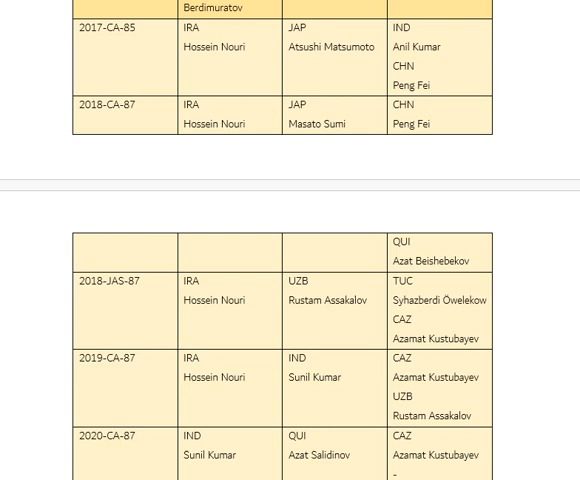 Berdimuratov
2017-CA-85 IRA JAP IND
Hossein Nouri Atsushi Matsumoto Anil Kumar
CHN
Peng Fei
2018-CA-87 IRA JAP CHN
Hossein Nouri Masato Sumi Peng Fei
QUI
Azat Beishebekov
2018-JAS-87 IRA UZB TUC
Hossein Nouri Rustam Assakalov Syhazberdi Öwelekow
CAZ
Azamat Kustubayev
2019-CA-87 IRA IND CAZ
Hossein Nouri Sunil Kumar Azamat Kustubayev
UZB
Rustam Assakalov
2020-CA-87 IND QUI CAZ
Sunil Kumar Azat Salidinov Azamat Kustubayev
-